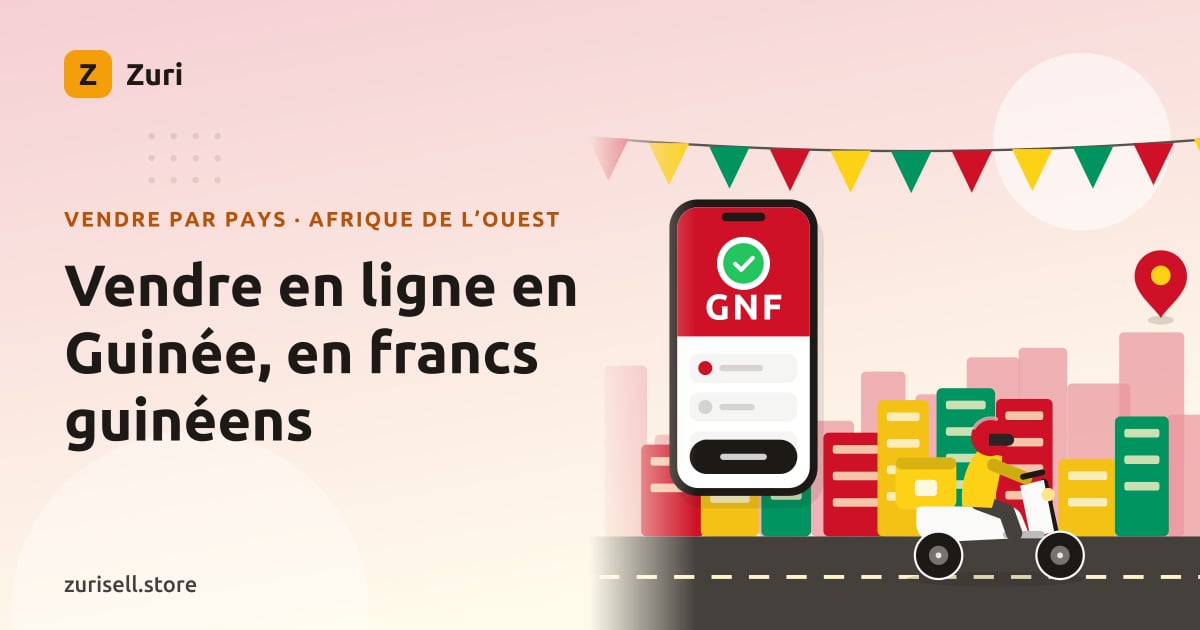 Z Zuri
VENDRE PAR PAYS · AFRIQUE DE L’OUEST
Vendre en ligne en
Guinée, en francs
guinéens
GNF
zurisell.store